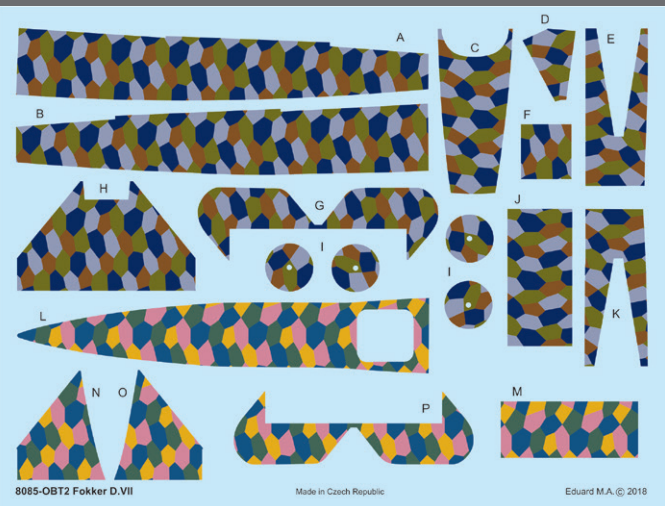 A
B
C
D
E
F
G
H
I
I
J
K
L
M
N O
P
8085-OBT2 Fokker D.VII Made in Czech Republic Eduard M.A. © 2018